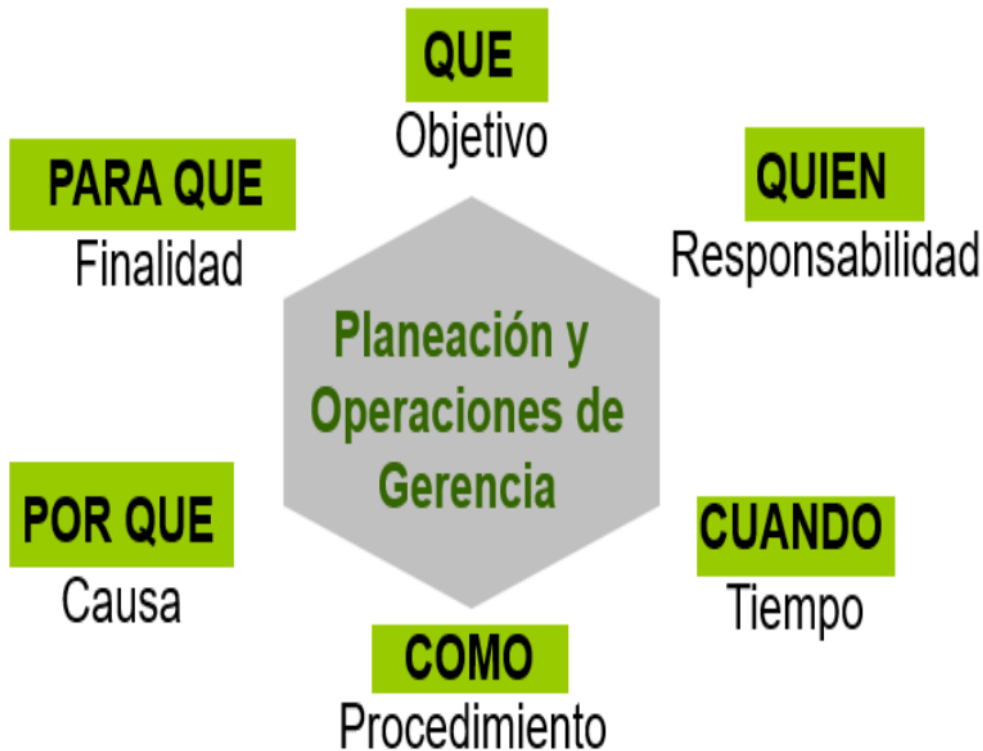 QUE
Objetivo
QUIEN
Responsabilidad
CUANDO
Tiempo
COMO
Procedimiento
POR QUE
Causa
PARA QUE
Finalidad
Planeación y
Operaciones de
Gerencia